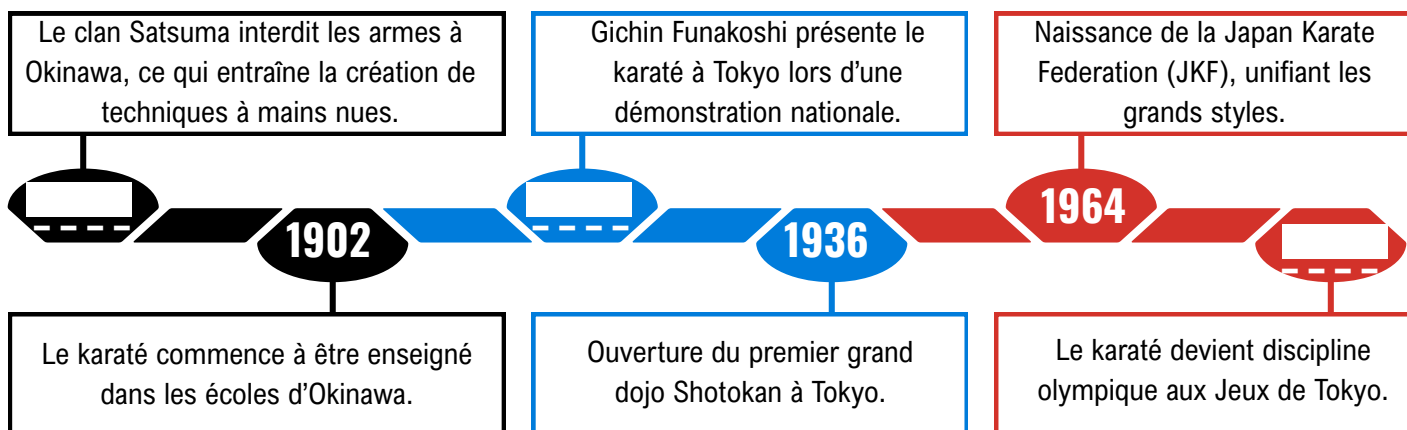 Le clan Satsuma interdit les armes à
Okinawa, ce qui entraîne la création de
techniques à mains nues.
Gichin Funakoshi présente le
karaté à Tokyo lors d’une
démonstration nationale.
Naissance de la Japan Karate
Federation (JKF), unifiant les
grands styles.
1902
1936
1964
Le karaté commence à être enseigné
dans les écoles d’Okinawa.
Ouverture du premier grand
dojo Shotokan à Tokyo.
Le karaté devient discipline
olympique aux Jeux de Tokyo.